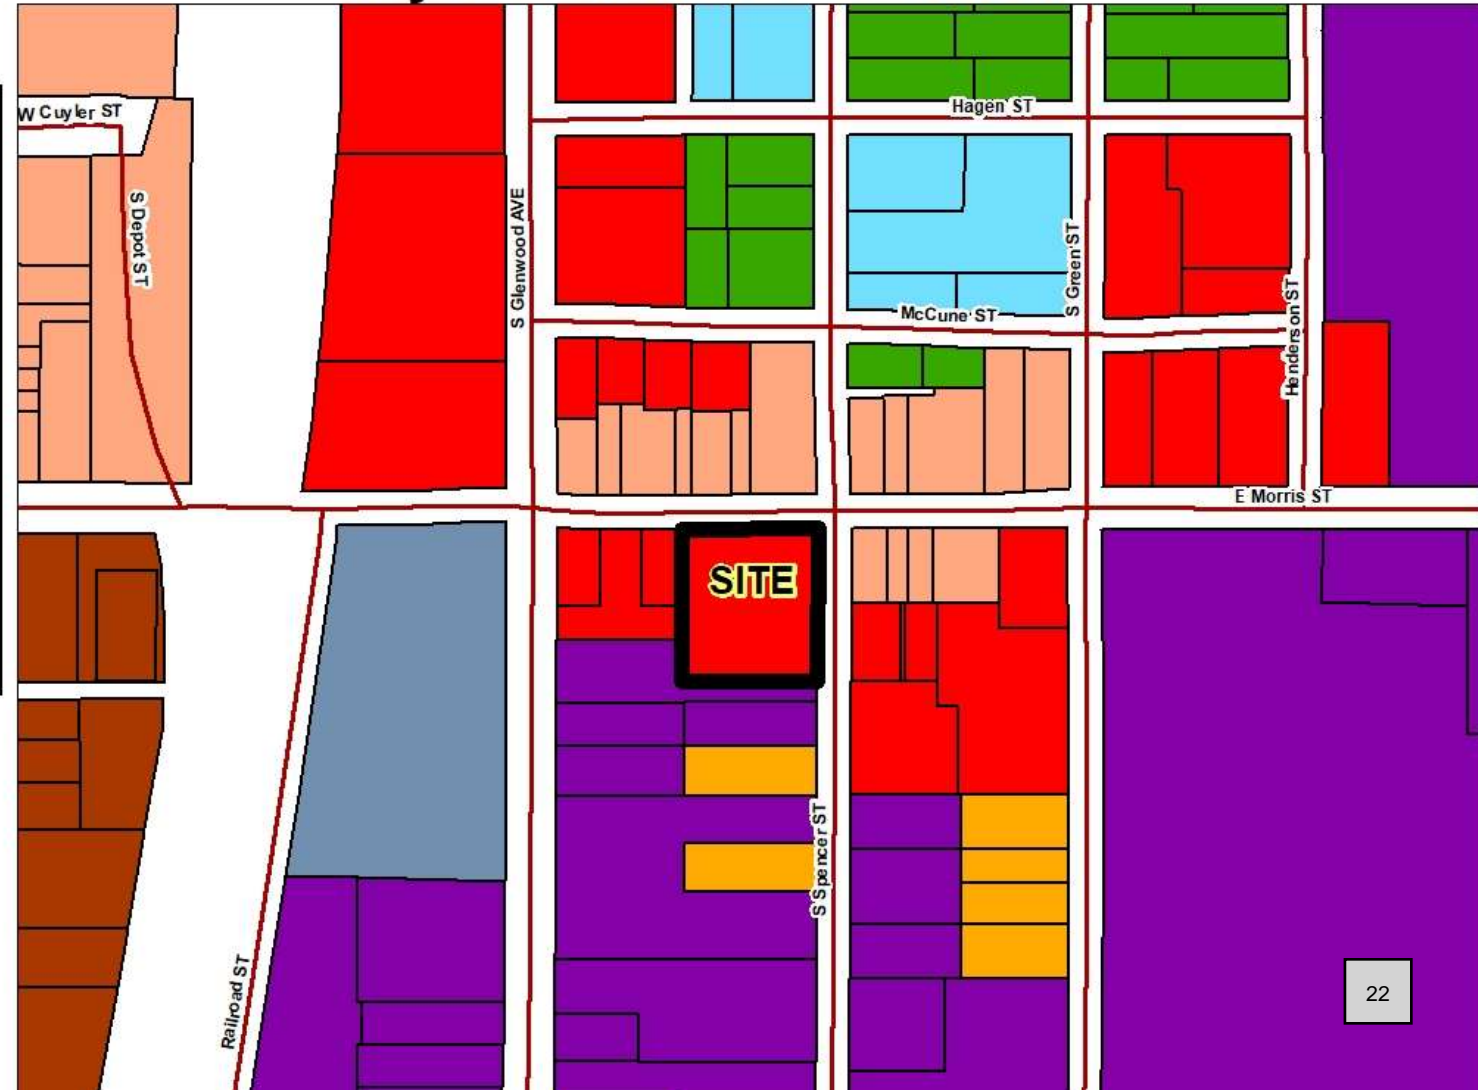 Hagen ST
W Cuyler ST
S Depot ST
S Glenwood AVE
S Green ST
McCune ST
Henderson ST
E Morris ST
SITE
S Spencer ST
Railroad ST
22